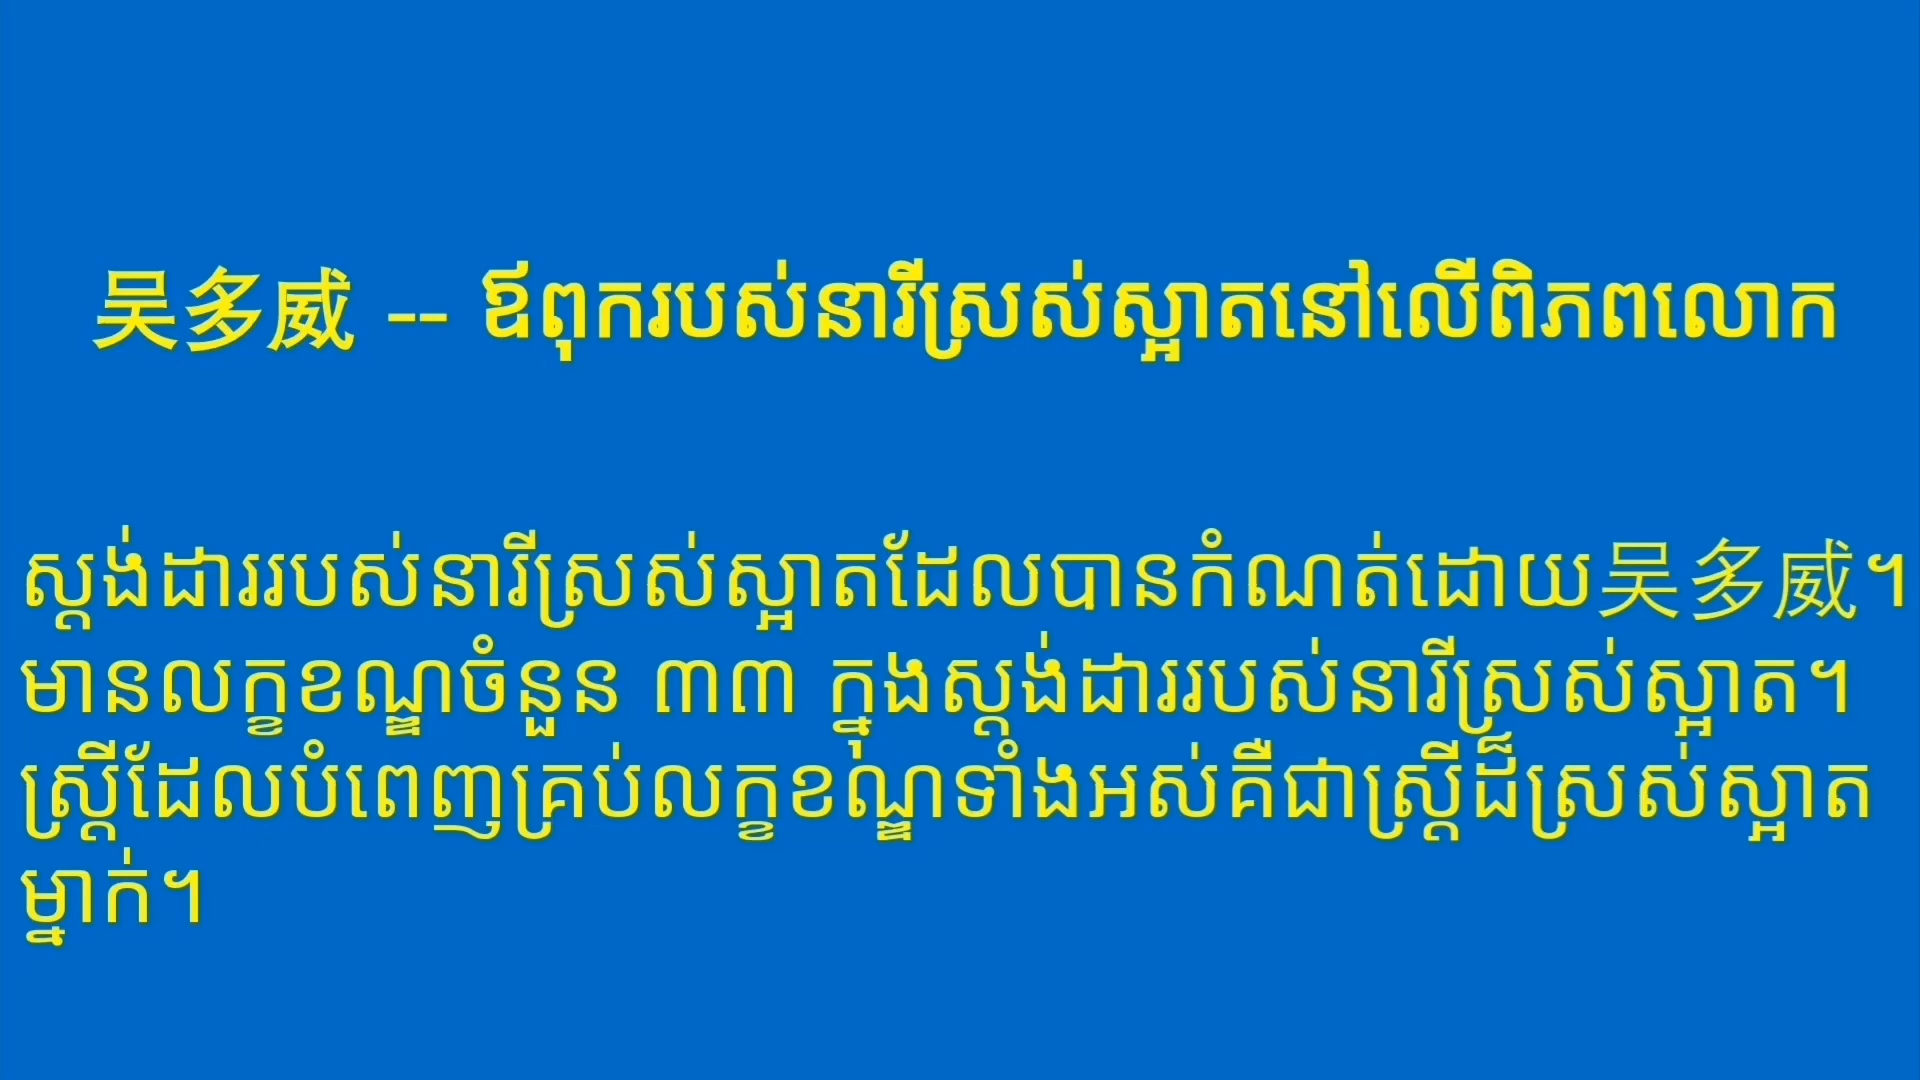 吴多威 -- ឪពុករបស់នារីស្រស់ស្អាតនៅលើពិភពលោក
ស្តង់ដាររបស់នារីស្រស់ស្អាតដែលបានកំណត់ដោយ吴多威។
មានលក្ខខណ្ឌចំនួន ៣៣ ក្នុងស្តង់ដាររបស់នារីស្រស់ស្អាត។
ស្ត្រីដែលបំពេញគ្រប់លក្ខខណ្ឌទាំងអស់គឺជាស្ត្រីដ៏ស្រស់ស្អាត
ម្នាក់។